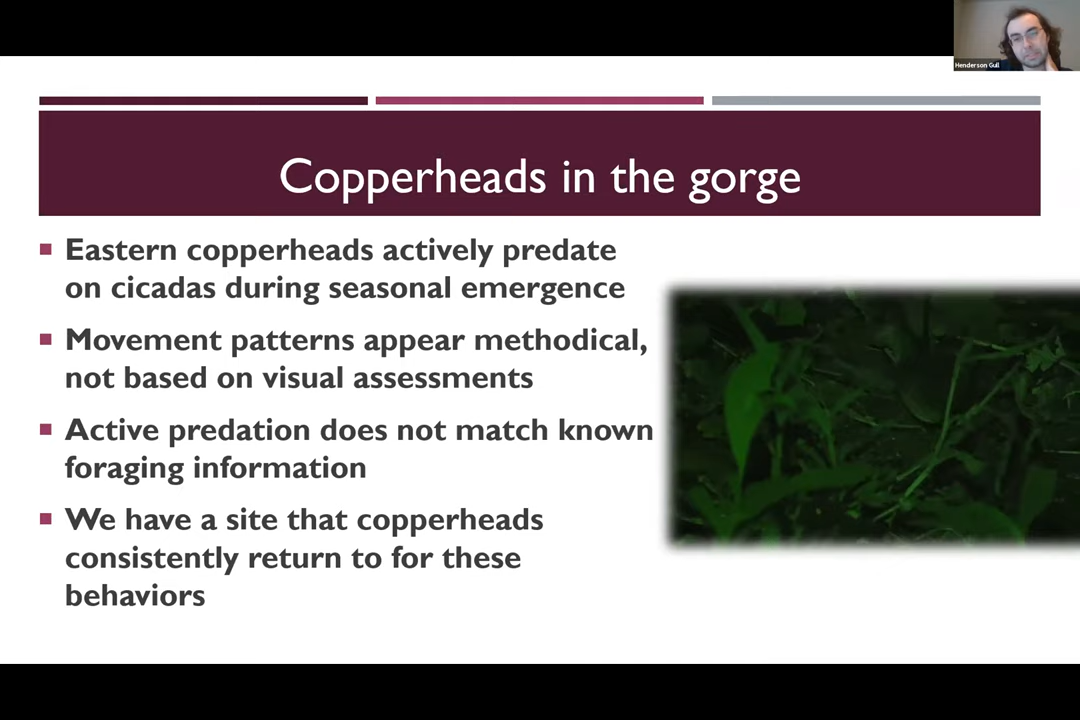 Henderson Gull
Copperheads in the gorge
Eastern copperheads actively predate
on cicadas during seasonal emergence
Movement patterns appear methodical,
not based on visual assessments
Active predation does not match known
foraging information
We have a site that copperheads
consistently return to for these
behaviors